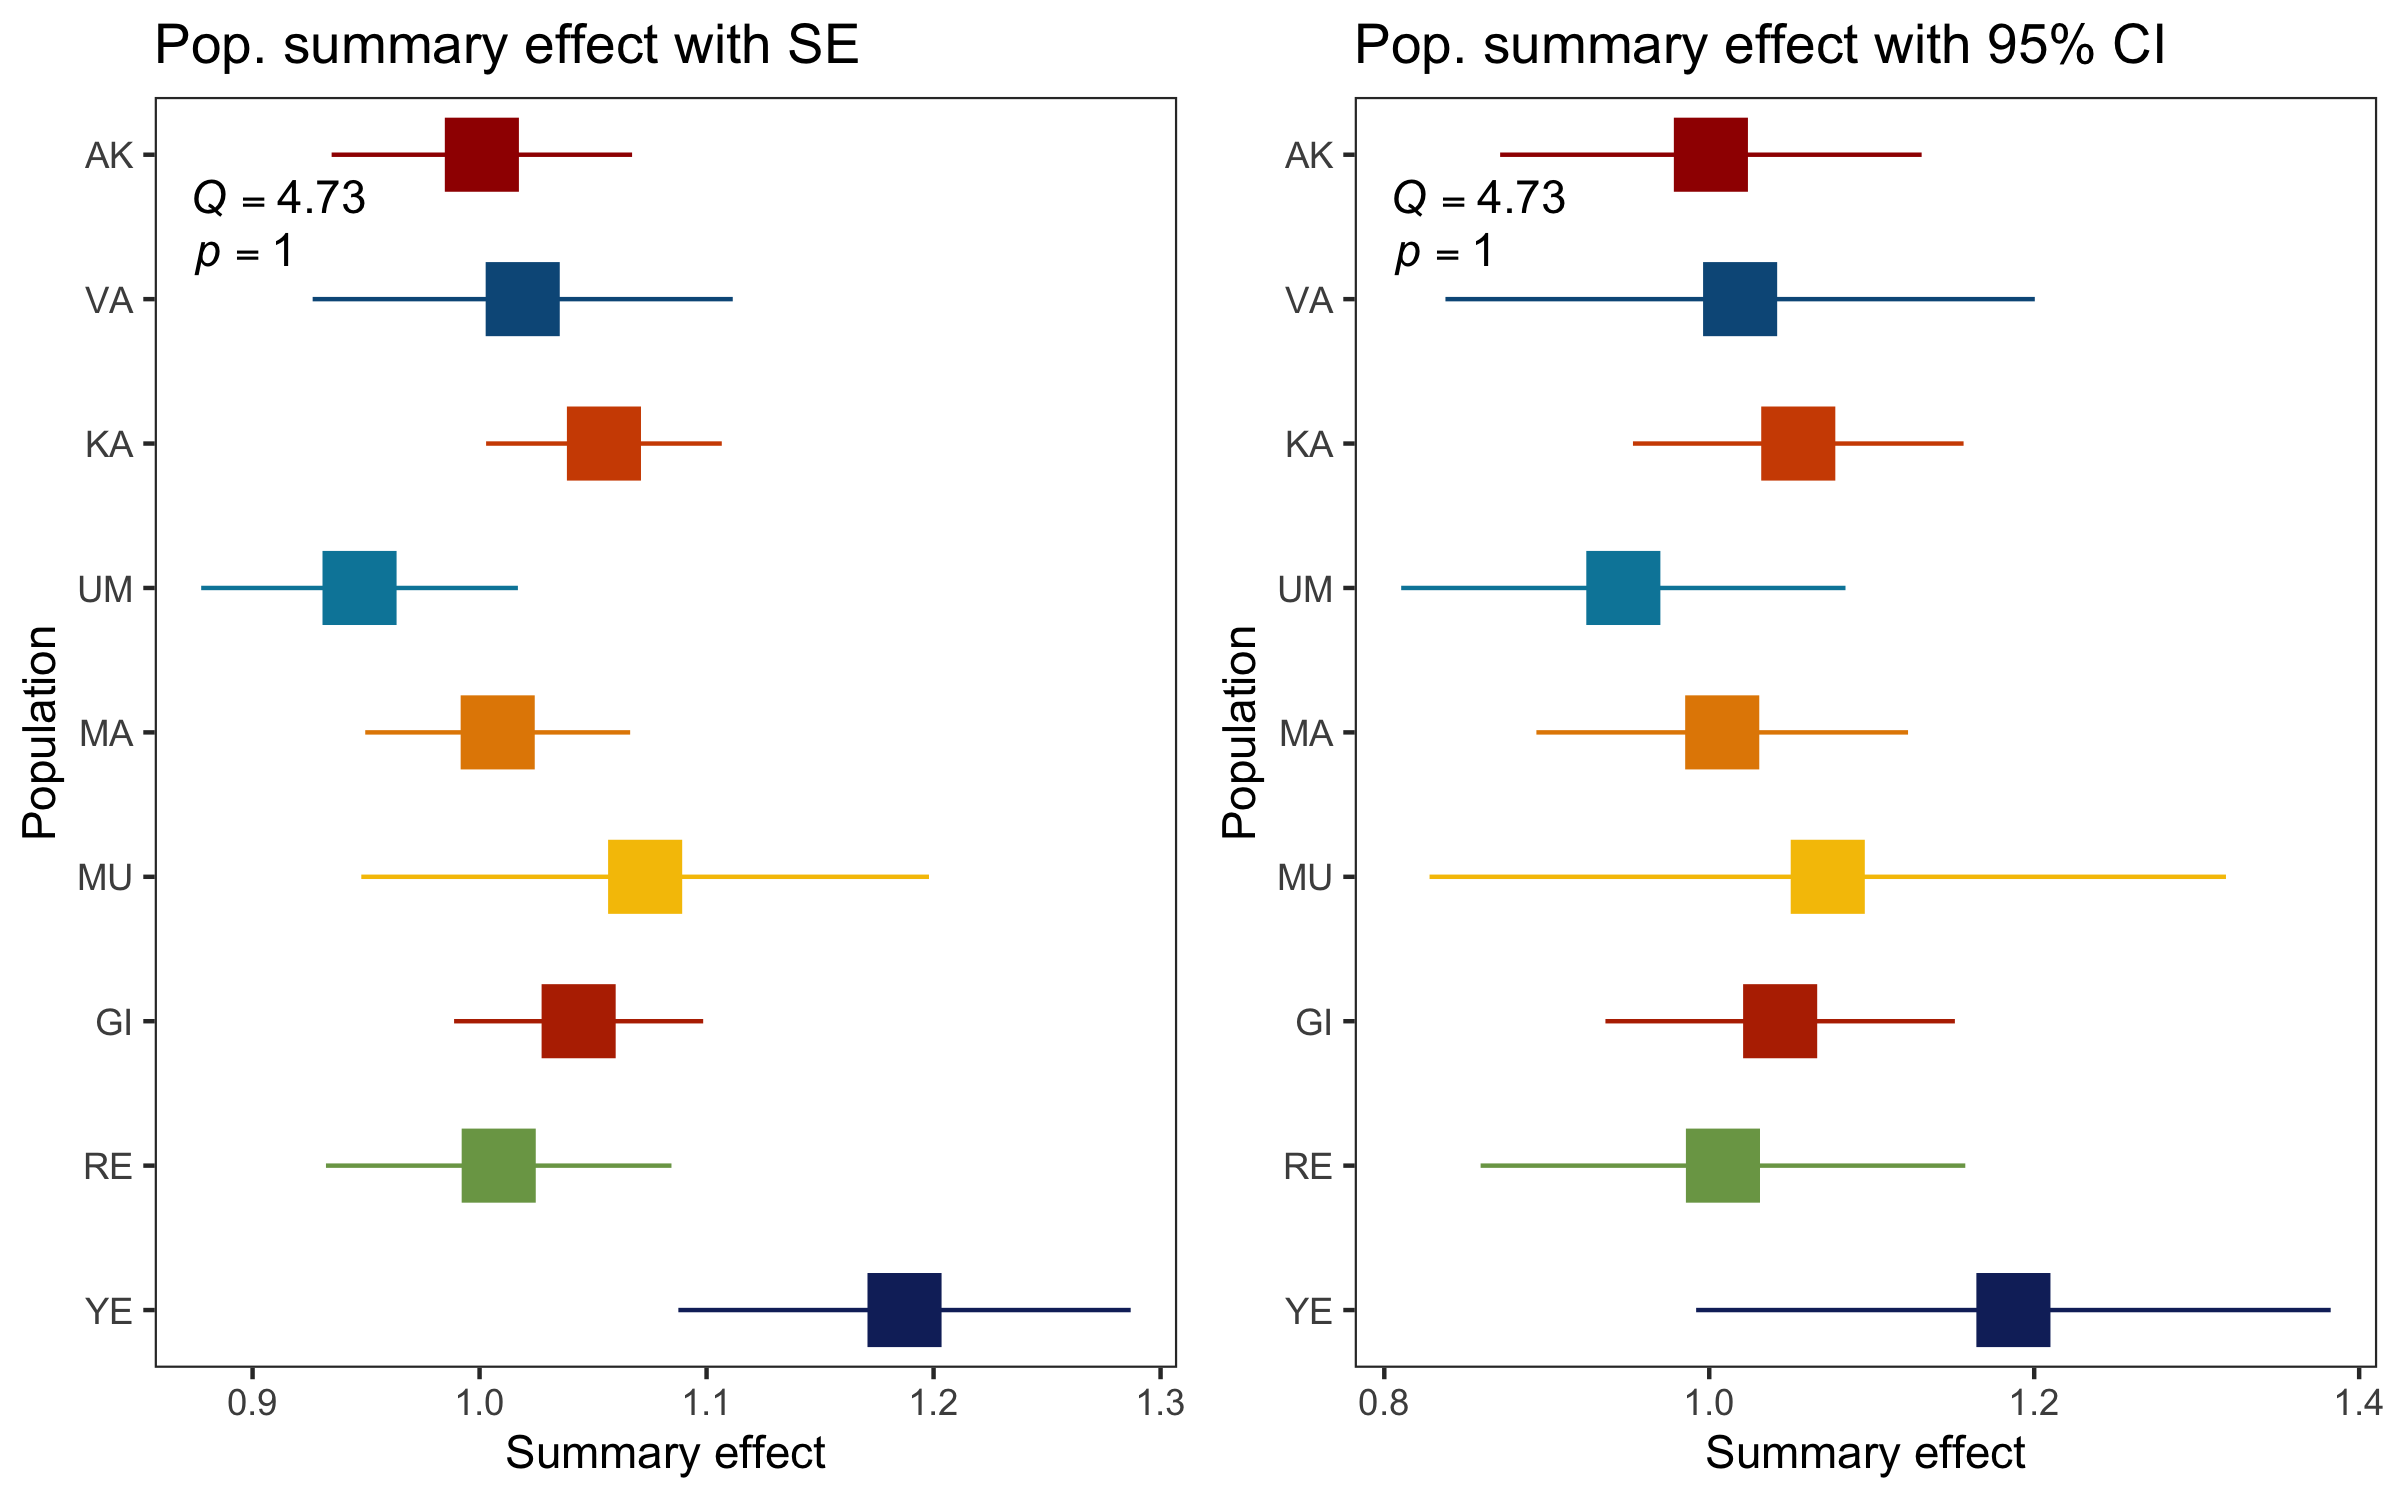 Pop. summary effect with SE
AK
Q = 4.73
p = 1
VA
KA
UM
MA
MU
GI
RE
YE
Population
0.9 1.0 1.1 1.2 1.3
Summary effect
Pop. summary effect with 95% CI
AK
Q = 4.73
p = 1
VA
KA
UM
MA
MU
GI
RE
YE
Population
0.8 1.0 1.2 1.4
Summary effect